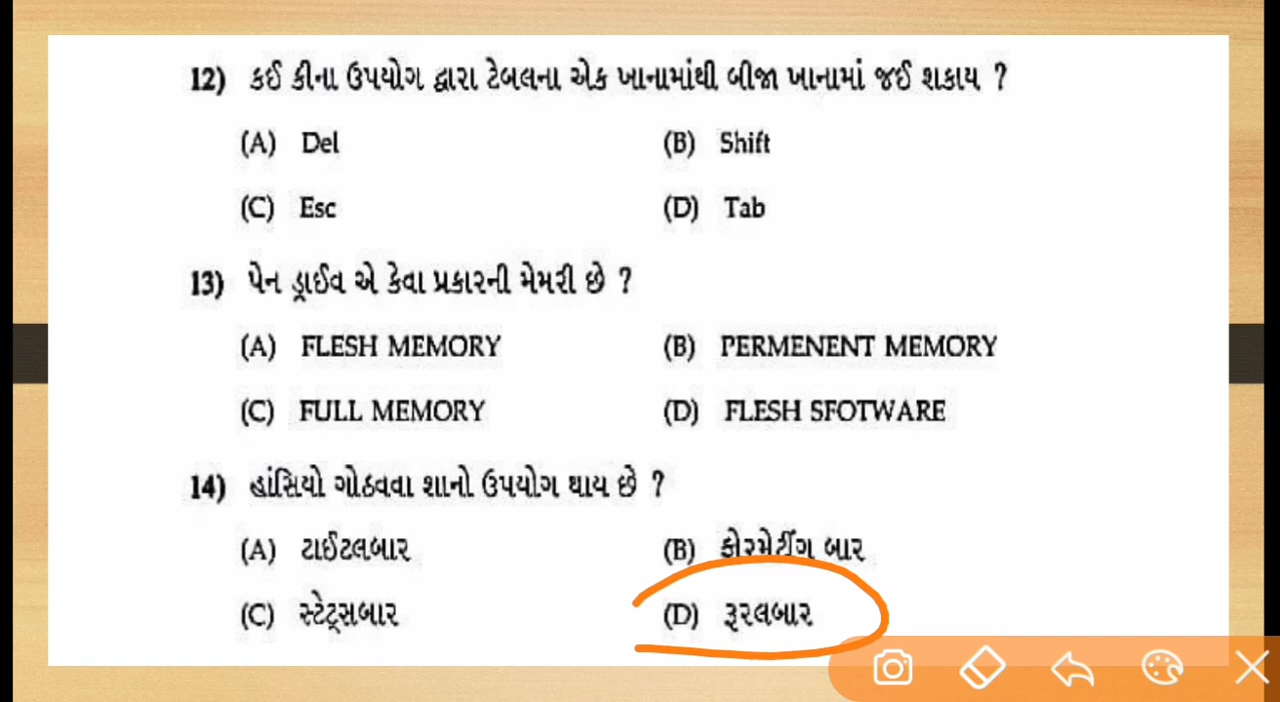 12) કઈ કીના ઉપયોગ દ્વારા ટેબલના એક ખાનામાંથી બીજા ખાનામાં જઈ શકાય ?
(A) Del (B) Shift
(C) Esc (D) Tab
13) પેન ડ્રાઈવ એ કેવા પ્રકારની મેમરી છે ?
(A) FLESH MEMORY (B) PERMENENT MEMORY
(C) FULL MEMORY (D) FLESH SFOTWARE
14) હાંસિયો ગોઠવવા શાનો ઉપયોગ થાય છે ?
(A) ટાઈટલબાર (B) ફોરમેટીંગ બાર
(C) સ્ટેટ્સબાર (D) રૂરલબાર